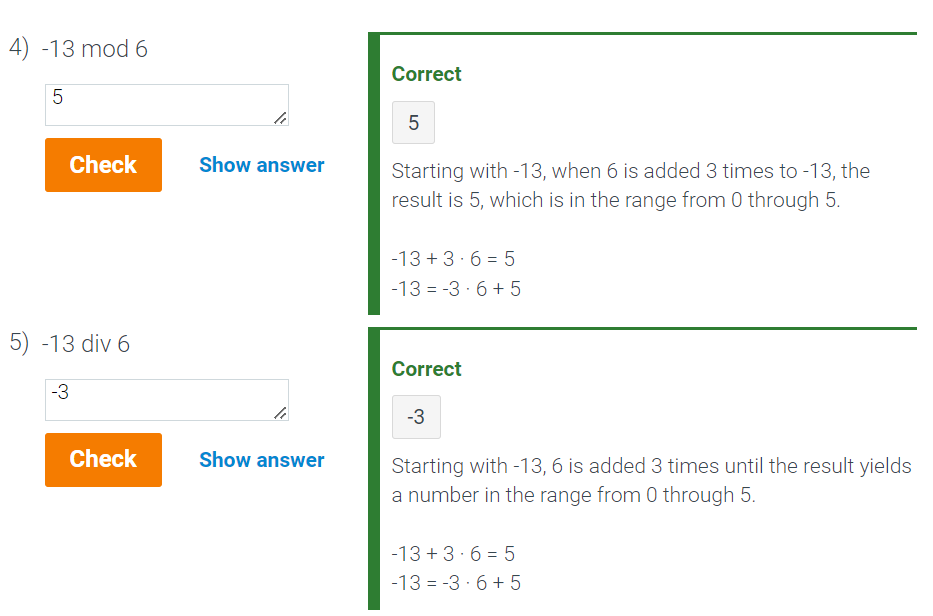 4) -13 mod 6
5
Check
Show answer
Correct
5
Starting with -13, when 6 is added 3 times to -13, the
result is 5, which is in the range from 0 through 5.
-13 + 3 · 6 = 5
-13 = -3 · 6 + 5
5) -13 div 6
-3
Check
Show answer
Correct
-3
Starting with -13, 6 is added 3 times until the result yields
a number in the range from 0 through 5.
-13 + 3 · 6 = 5
-13 = -3 · 6 + 5